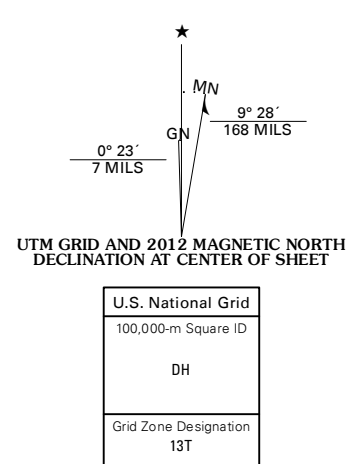 ★
MN
GN
9° 28´
168 MILS
0° 23´
7 MILS
UTM GRID AND 2012 MAGNETIC NORTH
DECLINATION AT CENTER OF SHEET
U.S. National Grid
100,000-m Square ID
DH
Grid Zone Designation
13T